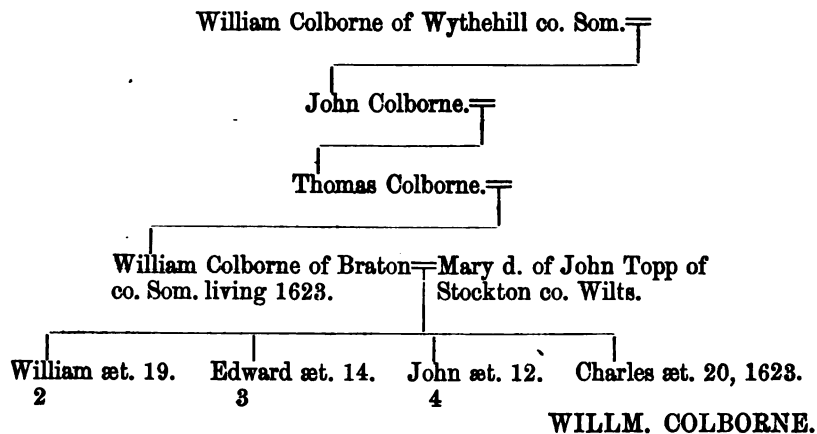 William Colborne of Wythehill co. Som.
John Colborne.
Thomas Colborne.
William Colborne of Braton=Mary d. of John Topp of
co. Som. living 1623. Stockton co. Wilts.
William æt. 19. Edward æt. 14. John æt. 12. Charles æt. 20, 1623.
2 3 4
WILLM. COLBORNE.